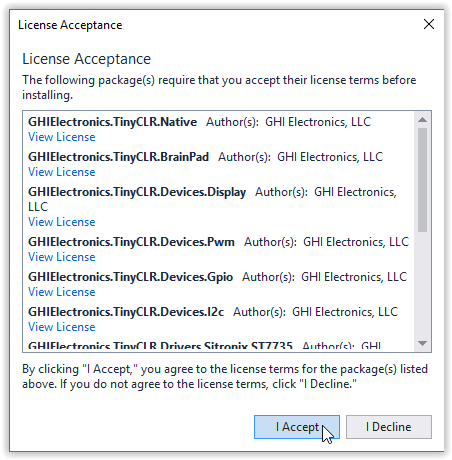 License Acceptance
License Acceptance
The following package(s) require that you accept their license terms before
installing.
GHIElectronics.TinyCLR.Native Author(s): GHI Electronics, LLC
View License
GHIElectronics.TinyCLR.BrainPad Author(s): GHI Electronics, LLC
View License
GHIElectronics.TinyCLR.Devices.Display Author(s): GHI Electronics,
LLC
View License
GHIElectronics.TinyCLR.Devices.Pwm Author(s): GHI Electronics, LLC
View License
GHIElectronics.TinyCLR.Devices.Gpio Author(s): GHI Electronics, LLC
View License
GHIElectronics.TinyCLR.Devices.I2c Author(s): GHI Electronics, LLC
View License
GHIElectronics.TinyCLR.Drivers.Sitronix.ST7735 Author(s): GHI
By clicking "I Accept," you agree to the license terms for the package(s) listed
above. If you do not agree to the license terms, click "I Decline."
I Accept I Decline